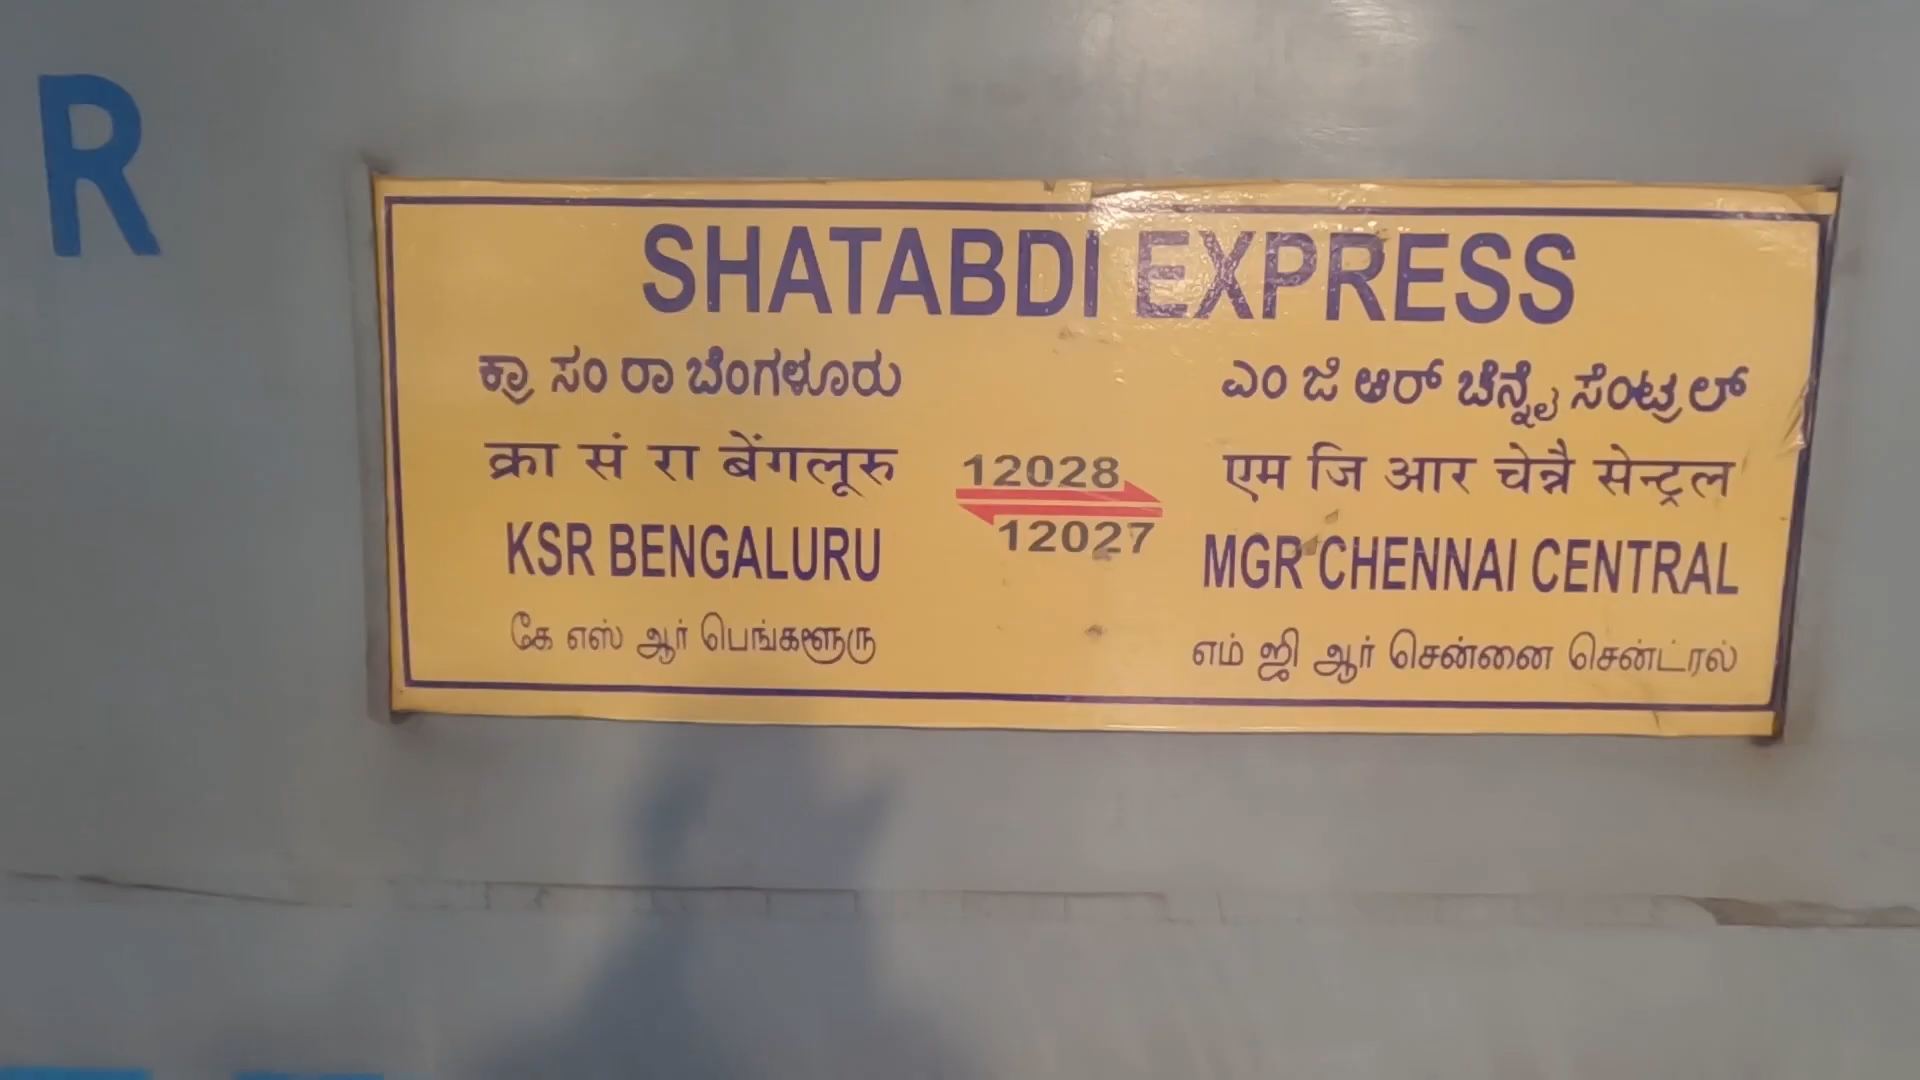 R
SHATABDI EXPRESS
ಕ್ರಾ ಸಂ ರಾ ಬೆಂಗಳೂರು
ಎಂ ಜಿ ಆರ್ ಚೆನ್ನೈ ಸೆಂಟ್ರಲ್
क्रा सं रा बेंगलूरु
12028
एम जि आर चेन्नै सेन्ट्रल
KSR BENGALURU
12027
MGR CHENNAI CENTRAL
கே எஸ் ஆர் பெங்களூரு
எம் ஜி ஆர் சென்னை சென்ட்ரல்